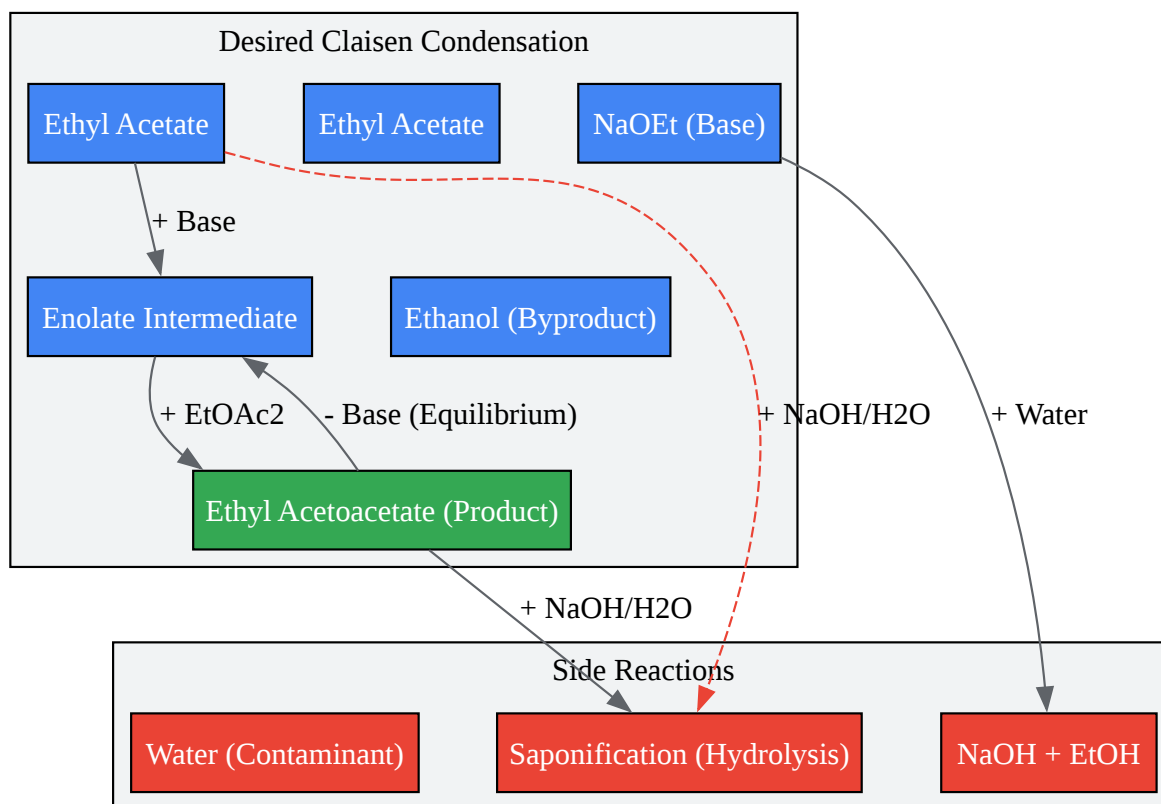 Desired Claisen Condensation
Ethyl Acetate
Ethyl Acetate
NaOEt (Base)
+ Base
Enolate Intermediate
Ethanol (Byproduct)
+ EtOAc2
- Base (Equilibrium)
+ NaOH/H2O
+ Water
Ethyl Acetoacetate (Product)
+ NaOH/H2O
Side Reactions
Water (Contaminant)
Saponification (Hydrolysis)
NaOH + EtOH